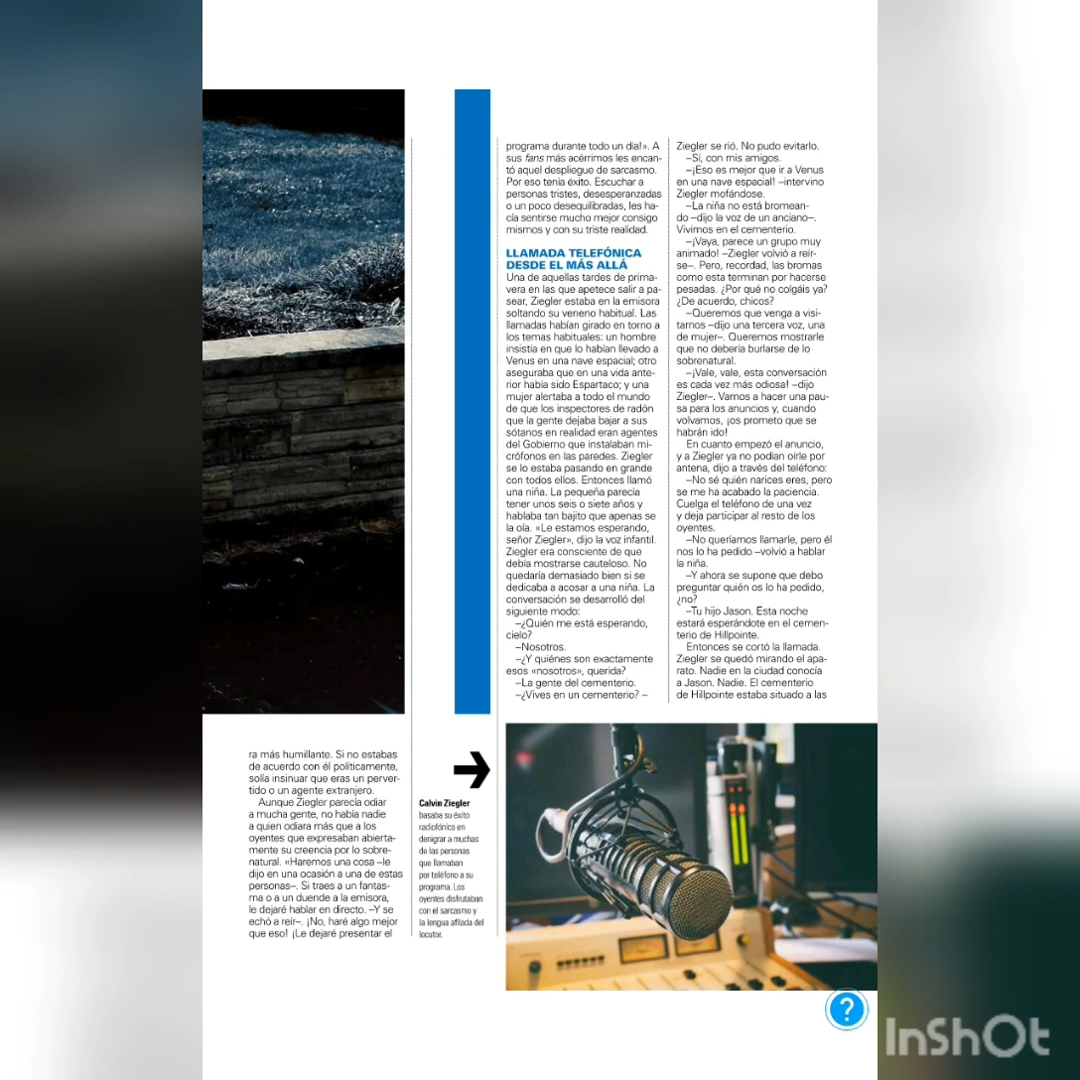 ra más humillante. Si no estabas
de acuerdo con él políticamente,
solía insinuar que eras un perver-
tido o un agente extranjero.
Aunque Ziegler parecía odiar
a mucha gente, no había nadie
a quien odiara más que a los
oyentes que expresaban abierta-
mente su creencia por lo sobre-
natural. «Haremos una cosa –le
dijo en una ocasión a una de estas
personas–. Si traes a un fantas-
ma o a un duende a la emisora,
le dejaré hablar en directo. –Y se
echó a reír–. ¡No, haré algo mejor
que eso! ¡Le dejaré presentar el
Calvin Ziegler
basaba su éxito
radiofónico en
denigrar a muchas
de las personas
que llamaban
por teléfono a su
programa. Los
oyentes disfrutaban
con el sarcasmo y
la lengua afilada del
locutor.
programa durante todo un día!». A
sus fans más acérrimos les encan-
tó aquel despliegue de sarcasmo.
Por eso tenía éxito. Escuchar a
personas tristes, desesperanzadas
o un poco desequilibradas, les ha-
cía sentirse mucho mejor consigo
mismos y con su triste realidad.
LLAMADA TELEFÓNICA
DESDE EL MÁS ALLÁ
Una de aquellas tardes de prima-
vera en las que apetece salir a pa-
sear, Ziegler estaba en la emisora
soltando su veneno habitual. Las
llamadas habían girado en torno a
los temas habituales: un hombre
insistía en que lo habían llevado a
Venus en una nave espacial; otro
aseguraba que en una vida ante-
rior había sido Espartaco; y una
mujer alertaba a todo el mundo
de que los inspectores de radón
que la gente dejaba bajar a sus
sótanos en realidad eran agentes
del Gobierno que instalaban mi-
crófonos en las paredes. Ziegler
se lo estaba pasando en grande
con todos ellos. Entonces llamó
una niña. La pequeña parecía
tener unos seis o siete años y
hablaba tan bajito que apenas se
la oía. «Le estamos esperando,
señor Ziegler», dijo la voz infantil.
Ziegler era consciente de que
debía mostrarse cauteloso. No
quedaría demasiado bien si se
dedicaba a acosar a una niña. La
conversación se desarrolló del
siguiente modo:
–¿Quién me está esperando,
cielo?
–Nosotros.
–¿Y quiénes son exactamente
esos «nosotros», querida?
–La gente del cementerio.
–¿Vives en un cementerio? –
Ziegler se rió. No pudo evitarlo.
–Sí, con mis amigos.
–¡Eso es mejor que ir a Venus
en una nave espacial! –intervino
Ziegler mofándose.
–La niña no está bromean-
do –dijo la voz de un anciano–.
Vivimos en el cementerio.
–¡Vaya, parece un grupo muy
animado! –Ziegler volvió a reír-
se–. Pero, recordad, las bromas
como esta terminan por hacerse
pesadas. ¿Por qué no colgáis ya?
¿De acuerdo, chicos?
–Queremos que venga a visi-
tarnos –dijo una tercera voz, una
de mujer–. Queremos mostrarle
que no debería burlarse de lo
sobrenatural.
–¡Vale, vale, esta conversación
es cada vez más odiosa! –dijo
Ziegler–. Vamos a hacer una pau-
sa para los anuncios y, cuando
volvamos, ¡os prometo que se
habrán ido!
En cuanto empezó el anuncio,
y a Ziegler ya no podían oírle por
antena, dijo a través del teléfono:
–No sé quién narices eres, pero
se me ha acabado la paciencia.
Cuelga el teléfono de una vez
y deja participar al resto de los
oyentes.
–No queríamos llamarle, pero él
nos lo ha pedido –volvió a hablar
la niña.
–Y ahora se supone que debo
preguntar quién os lo ha pedido,
¿no?
–Tu hijo Jason. Esta noche
estará esperándote en el cemen-
terio de Hillpointe.
Entonces se cortó la llamada.
Ziegler se quedó mirando el apa-
rato. Nadie en la ciudad conocía
a Jason. Nadie. El cementerio
de Hillpointe estaba situado a las
?
InShOt